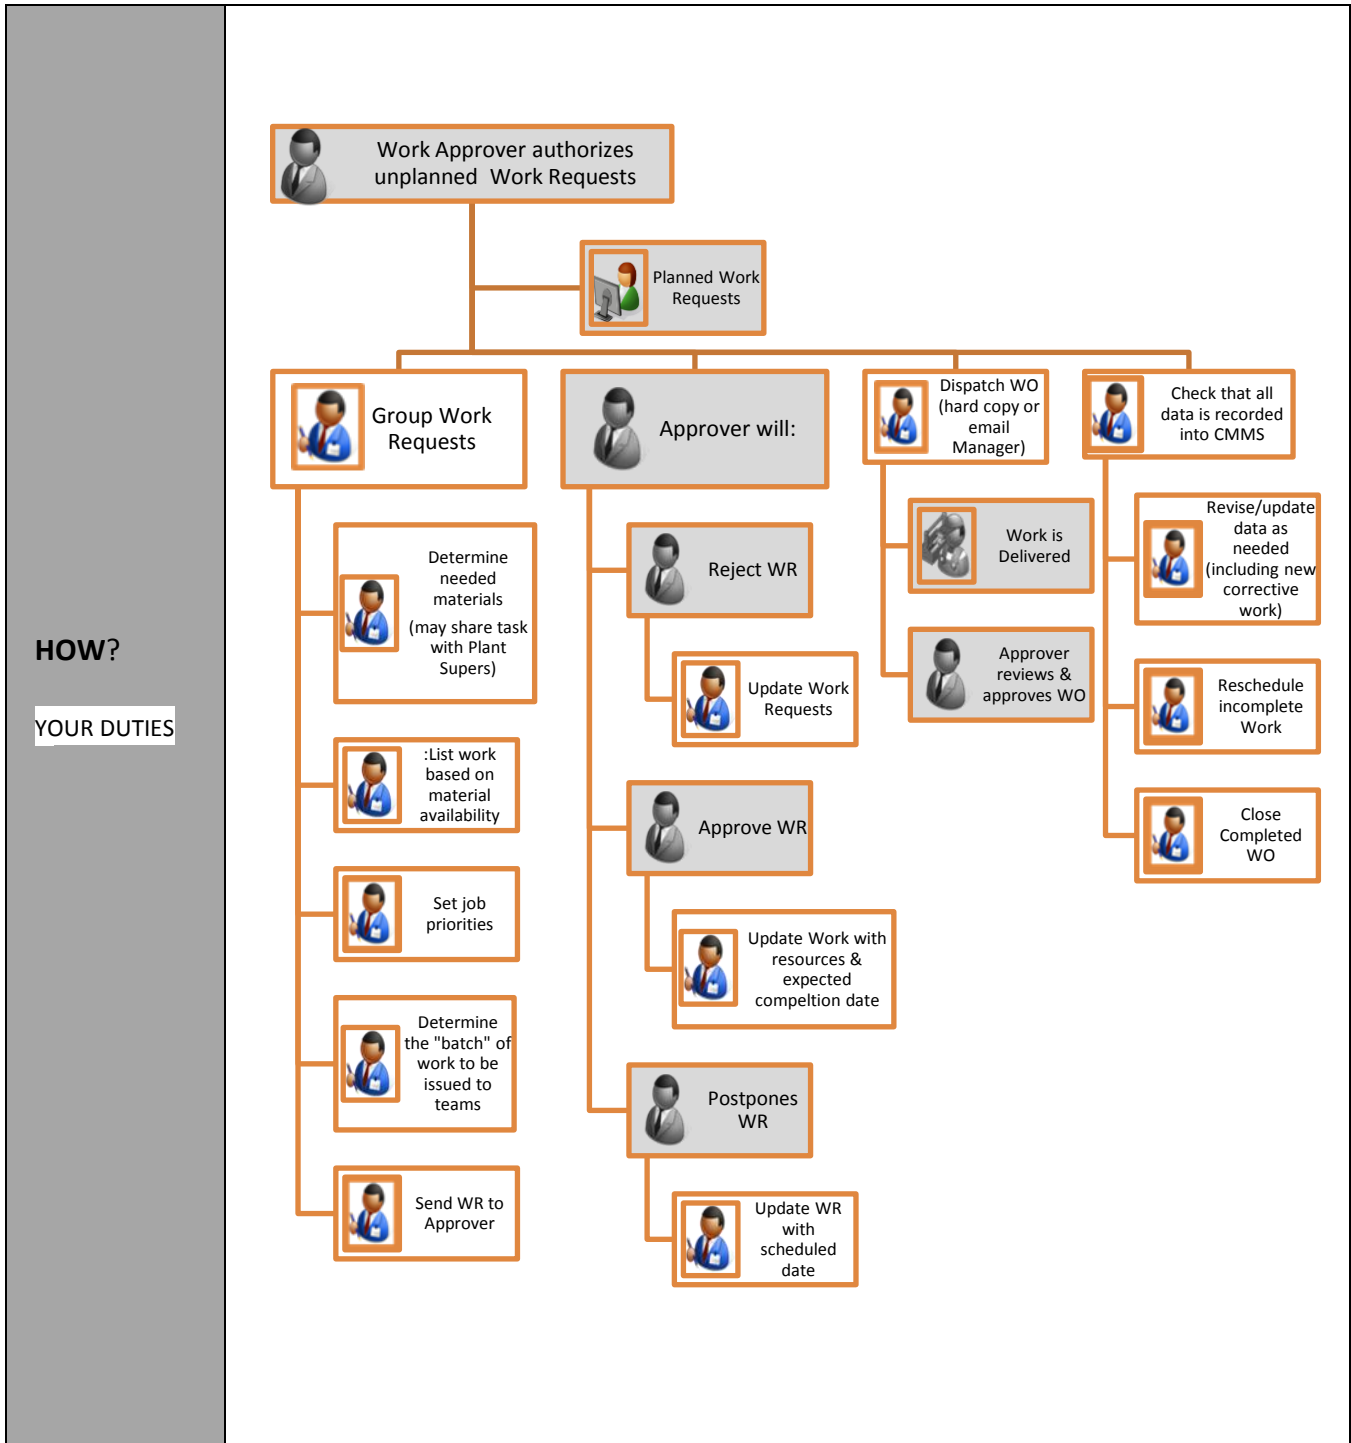 HOW?
YOUR DUTIES
Work Approver authorizes
unplanned Work Requests
Planned Work
Requests
Group Work
Requests
Determine
needed
materials
(may share task
with Plant
Supers)
:List work
based on
material
availability
Set job
priorities
Determine
the "batch" of
work to be
issued to
teams
Send WR to
Approver
Approver will:
Reject WR
Update Work
Requests
Approve WR
Update Work with
resources &
expected
compeltion date
Postpones
WR
Update WR
with
scheduled
date
Dispatch WO
(hard copy or
email
Manager)
Work is
Delivered
Approver
reviews &
approves WO
Check that all
data is recorded
into CMMS
Revise/update
data as
needed
(including new
corrective
work)
Reschedule
incomplete
Work
Close
Completed
WO